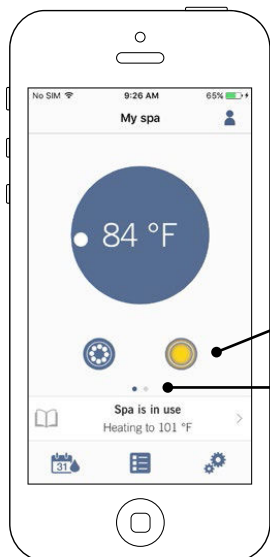 No SIM 9:26 AM 65%
My spa
84 °F
Spa is in use
Heating to 101 °F
31